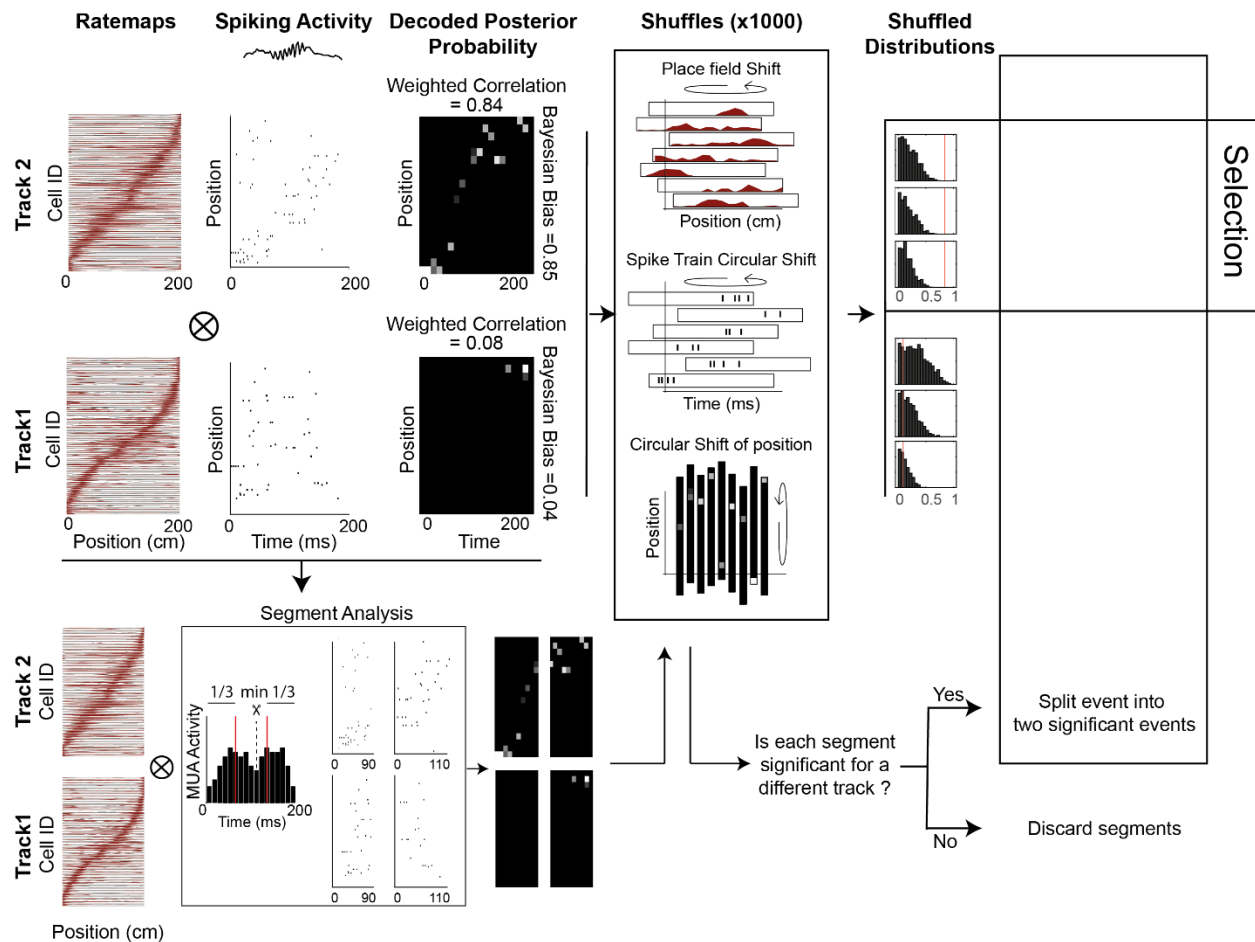 Ratemaps
Spiking Activity
Decoded Posterior
Probability
Shuffles (x1000)
Shuffled
Distributions
Track 2
Cell ID
0
200
Position
0
200
Weighted Correlation
= 0.84
Position
Bayesian Bias =0.85
0
200
Place field Shift
Position (cm)
Spike Train Circular Shift
Time (ms)
Circular Shift of position
Position
0
0.5
1
Selection
Track1
Cell ID
0
200
Position (cm)
Position
0
200
Time (ms)
Weighted Correlation
= 0.08
Position
Bayesian Bias =0.04
0
200
Time
0
0.5
1
Segment Analysis
Track 2
Cell ID
Track1
Cell ID
Position (cm)
1/3 min 1/3
MUA Activity
0
200
Time (ms)
0
90
0
110
0
90
0
110
Is each segment
significant for a
different track ?
Yes
Split event into
two significant events
No
Discard segments